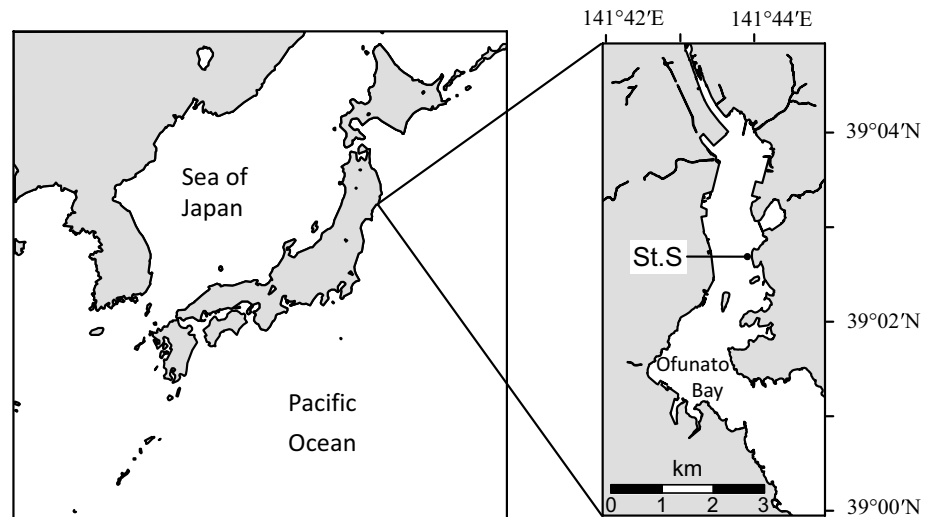 141°42′E
141°44′E
39°04′N
Sea of
Japan
St.S
39°02′N
Ofunato
Bay
Pacific
Ocean
km
0
1
2
3
39°00′N